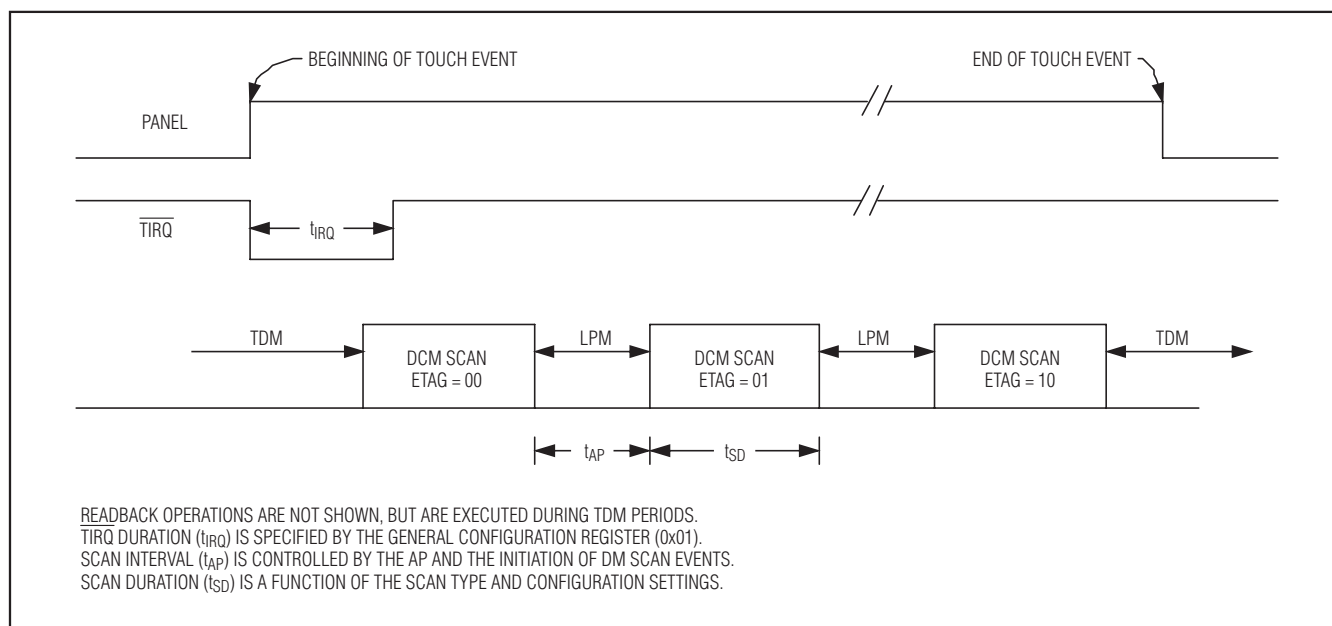 BEGINNING OF TOUCH EVENT
END OF TOUCH EVENT
PANEL
TIRQ
tIRQ
TDM
LPM
LPM
TDM
DCM SCAN
ETAG = 00
DCM SCAN
ETAG = 01
DCM SCAN
ETAG = 10
tAP
tSD
READBACK OPERATIONS ARE NOT SHOWN, BUT ARE EXECUTED DURING TDM PERIODS.
TIRQ DURATION (tIRQ) IS SPECIFIED BY THE GENERAL CONFIGURATION REGISTER (0x01).
SCAN INTERVAL (tAP) IS CONTROLLED BY THE AP AND THE INITIATION OF DM SCAN EVENTS.
SCAN DURATION (tSD) IS A FUNCTION OF THE SCAN TYPE AND CONFIGURATION SETTINGS.